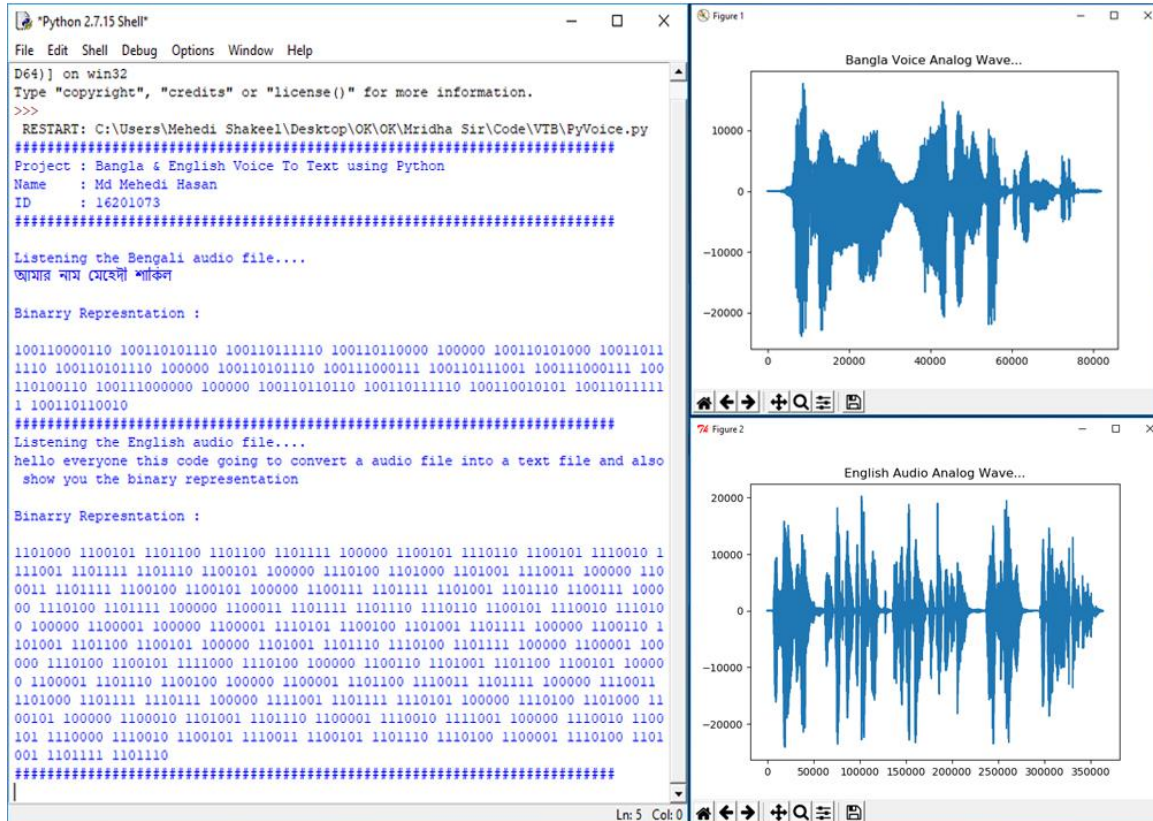 *Python 2.7.15 Shell*
File Edit Shell Debug Options Window Help
D64)] on win32
Type "copyright", "credits" or "license()" for more information.
>>>
RESTART: C:\Users\Mehedi Shakeel\Desktop\OK\OK\Mridha Sir\Code\VTB\PyVoice.py
##########################################################################
Project : Bangla & English Voice To Text using Python
Name : Md Mehedi Hasan
ID : 16201073
##########################################################################
Listening the Bengali audio file....
আমার নাম মেহেদী শাকিল
Binarry Represntation :
100110000110 100110101110 100110111110 100110110000 100000 100110101000 10011011
1110 100110101110 100000 100110101110 100111000111 100110111001 100111000111 100
110100110 100111000000 100000 100110110110 100110111110 100110010101 10011011111
1 100110110010
##########################################################################
Listening the English audio file....
hello everyone this code going to convert a audio file into a text file and also
show you the binary representation
Binarry Represntation :
1101000 1100101 1101100 1101100 1101111 100000 1100101 1110110 1100101 1110010 1
111001 1101111 1101110 1100101 100000 1110100 1101000 1101001 1110011 100000 110
0011 1101111 1100100 1100101 100000 1100111 1101111 1101001 1101110 1100111 1000
00 1110100 1101111 100000 1100011 1101111 1101110 1110110 1100101 1110010 111010
0 100000 1100001 100000 1100001 1110101 1100100 1101001 1101111 100000 1100110 1
101001 1101100 1100101 100000 1101001 1101110 1110100 1101111 100000 1100001 100
000 1110100 1100101 1111000 1110100 100000 1100110 1101001 1101100 1100101 10000
0 1100001 1101110 1100100 100000 1100001 1101100 1110011 1101111 100000 1110011
1101000 1101111 1110111 100000 1111001 1101111 1110101 100000 1110100 1101000 11
00101 100000 1100010 1101001 1101110 1100001 1110010 1111001 100000 1110010 1100
101 1110000 1110010 1100101 1110011 1100101 1101110 1110100 1100001 1110100 1101
001 1101111 1101110
##########################################################################
Ln: 5 Col: 0
Figure 1
Bangla Voice Analog Wave...
10000
0
−10000
−20000
0 20000 40000 60000 80000
Figure 2
English Audio Analog Wave...
20000
10000
0
−10000
−20000
0 50000 100000 150000 200000 250000 300000 350000